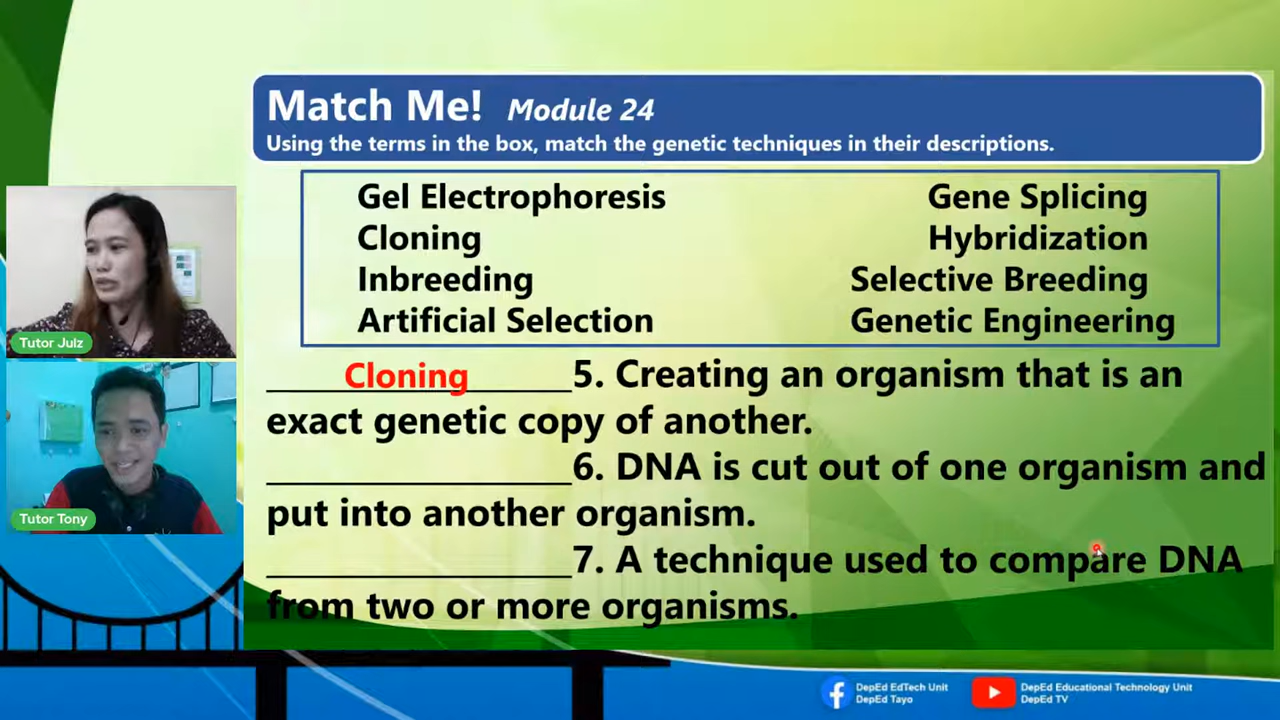 Match Me! Module 24
Using the terms in the box, match the genetic techniques in their descriptions.
Gel Electrophoresis Gene Splicing
Cloning Hybridization
Inbreeding Selective Breeding
Artificial Selection Genetic Engineering
Tutor Julz
Tutor Tony
______Cloning______5. Creating an organism that is an
exact genetic copy of another.
________________6. DNA is cut out of one organism and
put into another organism.
________________7. A technique used to compare DNA
from two or more organisms.
DepEd EdTech Unit
DepEd Tayo
DepEd Educational Technology Unit
DepEd TV